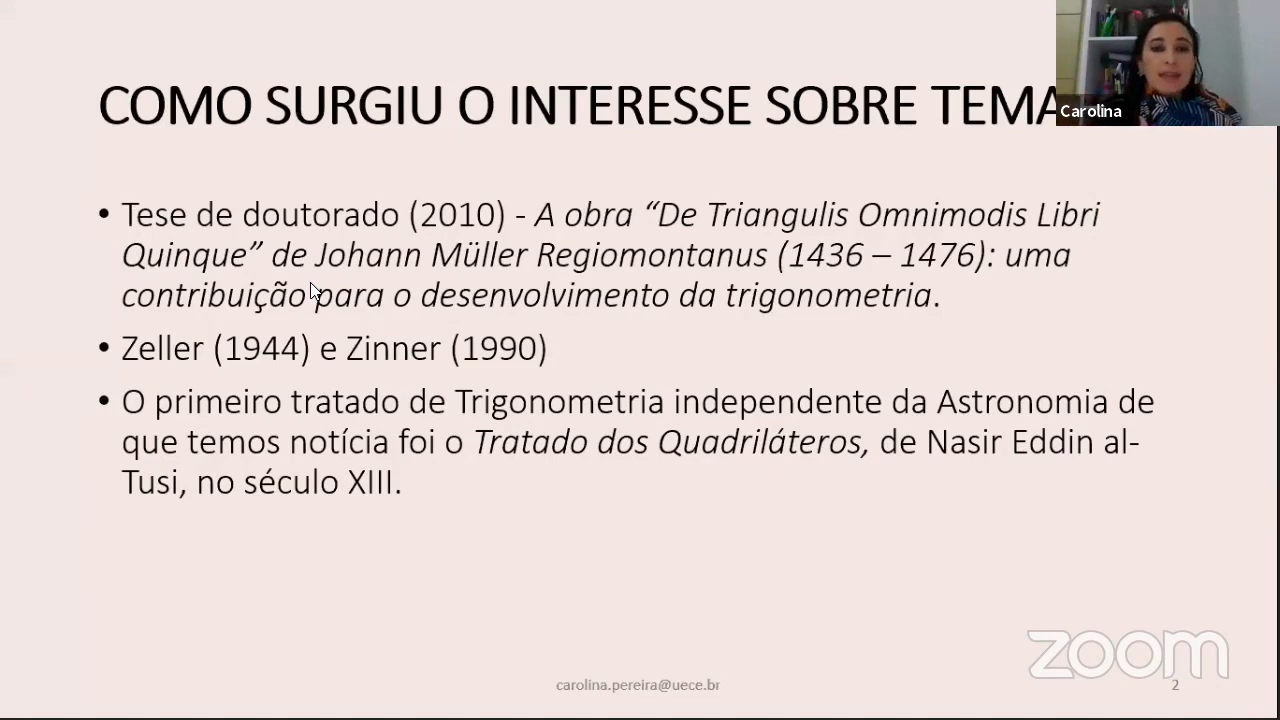 COMO SURGIU O INTERESSE SOBRE TEMA
Carolina
• Tese de doutorado (2010) - A obra “De Triangulis Omnimodis Libri
Quinque” de Johann Müller Regiomontanus (1436 – 1476): uma
contribuição para o desenvolvimento da trigonometria.
• Zeller (1944) e Zinner (1990)
• O primeiro tratado de Trigonometria independente da Astronomia de
que temos notícia foi o Tratado dos Quadriláteros, de Nasir Eddin al-
Tusi, no século XIII.
zoom
carolina.pereira@uece.br
2